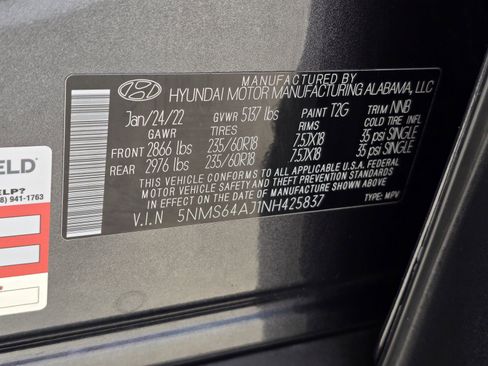 MANUFACTURED BY
HYUNDAI MOTOR MANUFACTURING ALABAMA, LLC
Jan/24/22 GVWR 5137 lbs PAINT T2G TRIM NNB
GAWR TIRES RIMS COLD TIRE INFL
FRONT 2866 lbs 235/60R18 7.5JX18 35 psi SINGLE
REAR 2976 lbs 235/60R18 7.5JX18 35 psi SINGLE
THIS VEHICLE CONFORMS TO ALL APPLICABLE U.S. FEDERAL
MOTOR VEHICLE SAFETY AND THEFT PREVENTION STANDARDS
IN EFFECT ON THE DATE OF MANUFACTURE SHOWN ABOVE.
V.I.N 5NMS64AJ1NH425837 TYPE: MPV
IELD®
ELP?
8) 941-1763